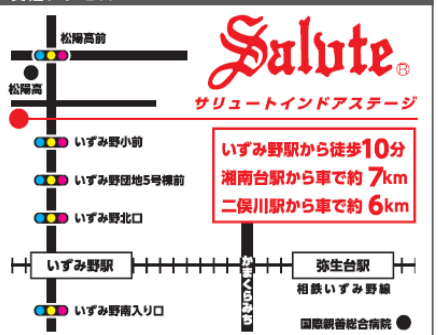 松陽高前
松陽高
Salute®
サリュートインドアステージ
いずみ野小前
いずみ野団地5号棟前
いずみ野北口
いずみ野駅から徒歩10分
湘南台駅から車で約7km
二俣川駅から車で約6km
いずみ野駅
かまくらみち
弥生台駅
相鉄いずみ野線
いずみ野南入り口
国際親善総合病院